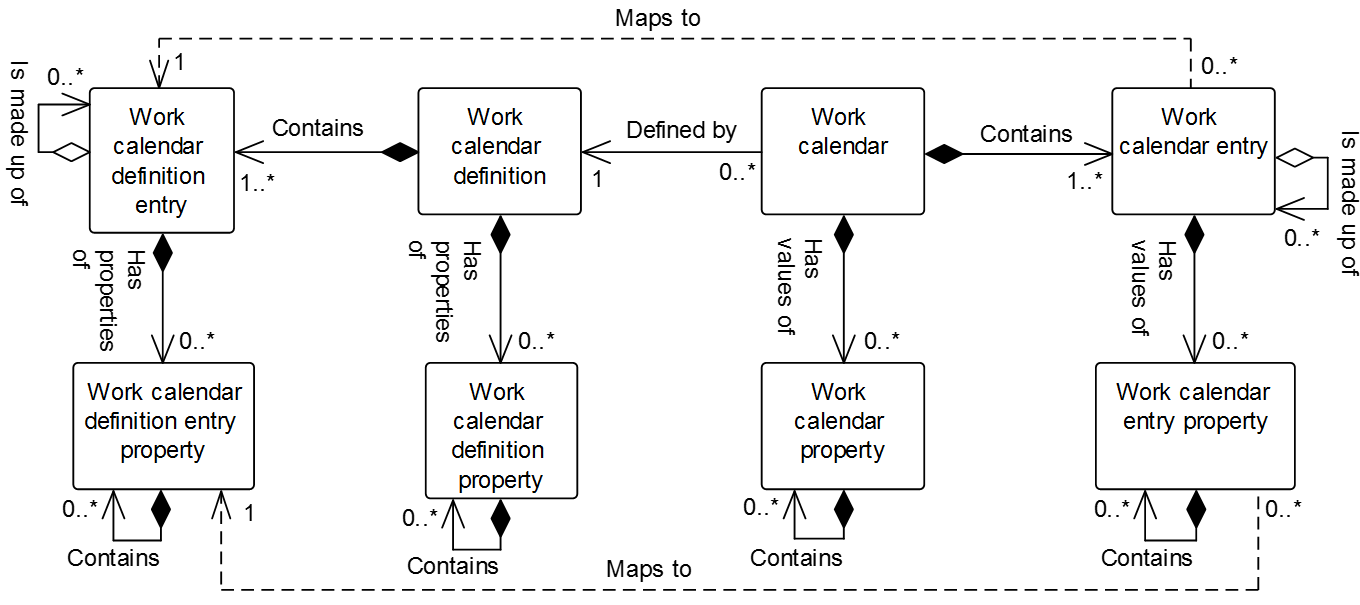 Maps to
1
0..*
0..*
Is made up of
Work
calendar
definition
entry
Contains
1..*
Work
calendar
definition
Defined by
1
0..*
Work
calendar
Contains
1..*
Work
calendar entry
Is made up of
0..*
Has
properties
of
0..*
Has
properties
of
0..*
Has
values of
0..*
Has
values of
0..*
Work calendar
definition entry
property
Work
calendar
definition
property
Work
calendar
property
Work calendar
entry property
0..*
Contains
1
0..*
Contains
0..*
Contains
0..*
Contains
0..*
Maps to